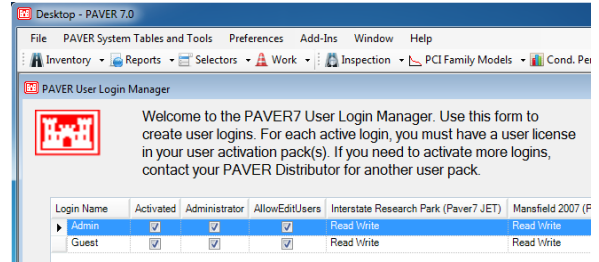 Desktop - PAVER 7.0
File PAVER System Tables and Tools Preferences Add-Ins Window Help
Inventory Reports Selectors Work Inspection PCI Family Models Cond.
PAVER User Login Manager
Welcome to the PAVER7 User Login Manager. Use this form to
create user logins. For each active login, you must have a user license
in your user activation pack(s). If you need to activate more logins,
contact your PAVER Distributor for another user pack.
Login Name Activated Administrator AllowEditUsers Interstate Research Park (Paver7 JET) Mansfield 2007 (P
Admin Read Write Read Write
Guest Read Write Read Write